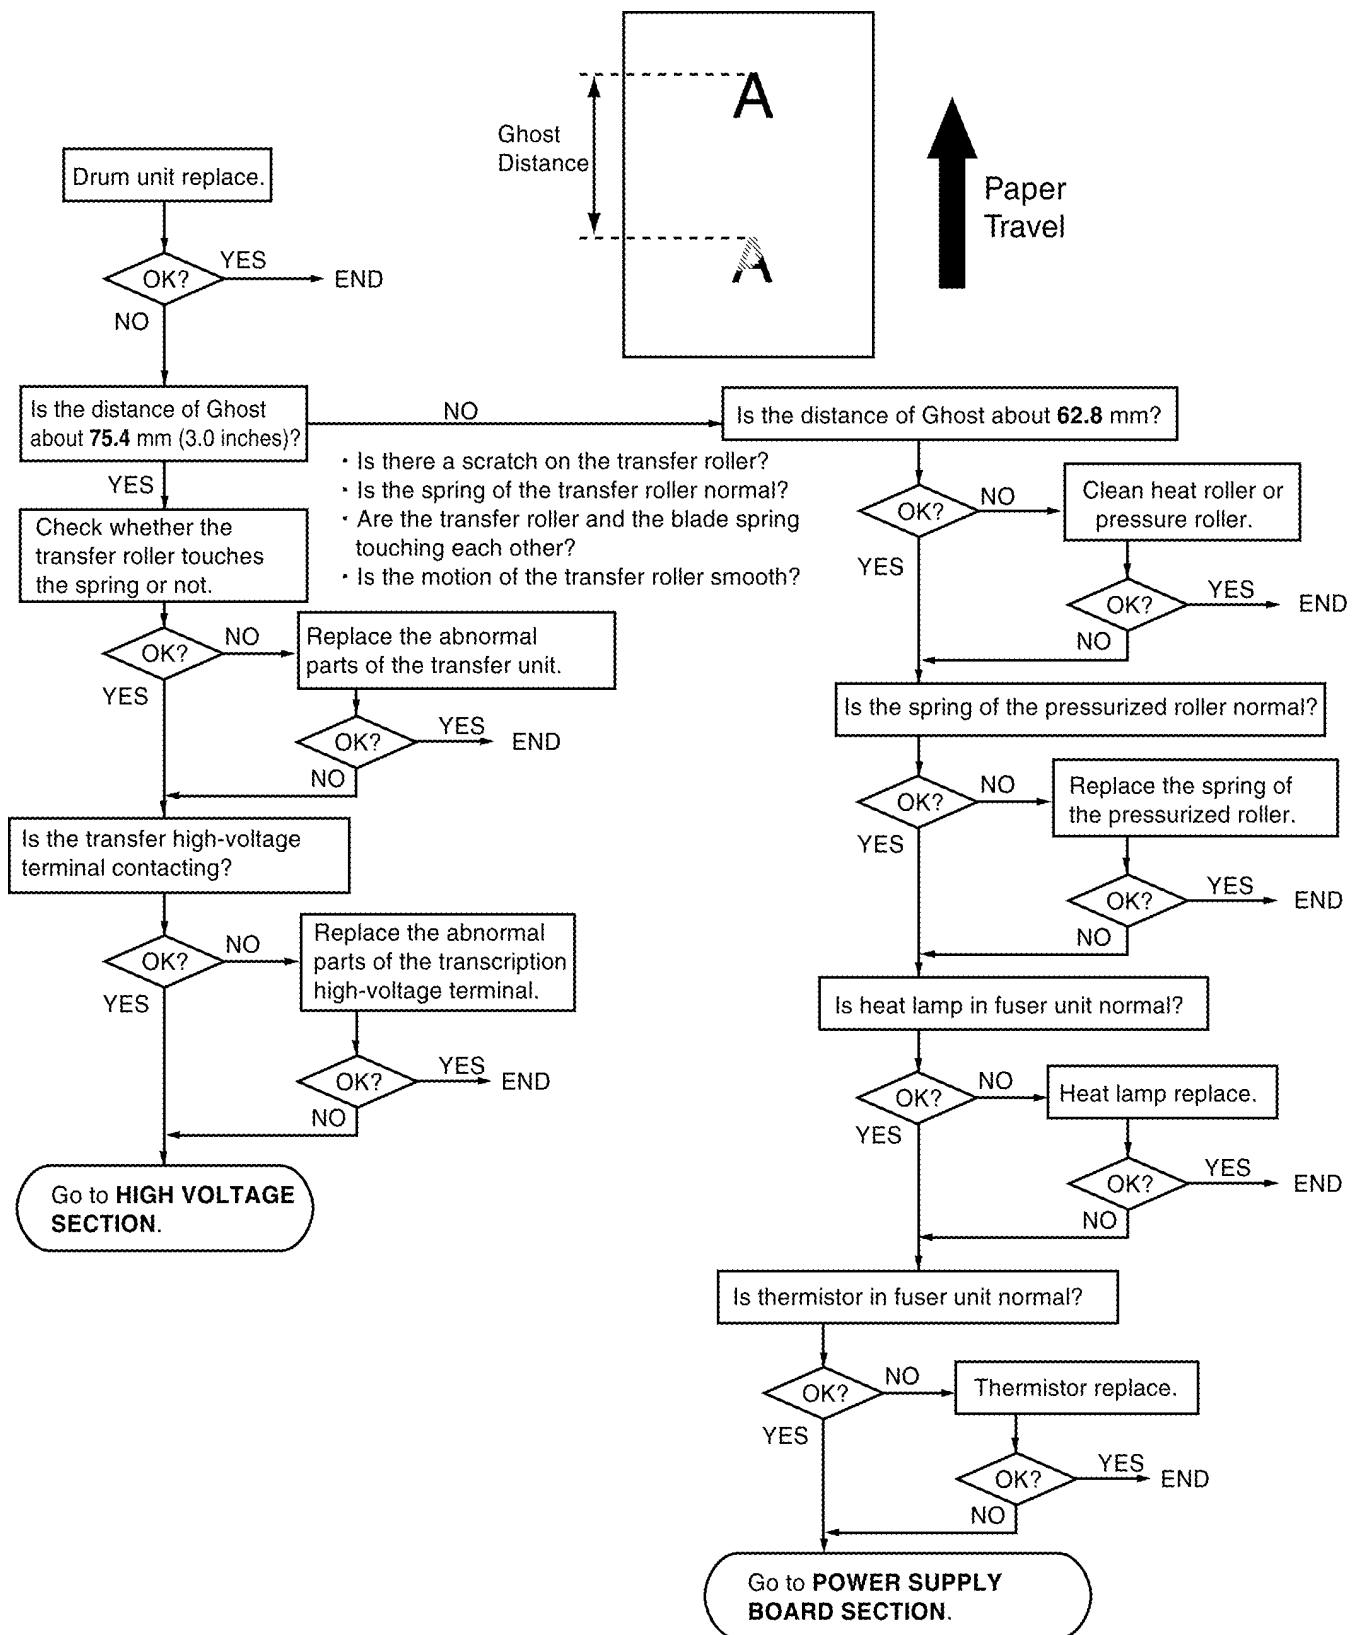 A
Ghost
Distance
A
Paper
Travel
Drum unit replace.
OK?
YES
END
NO
Is the distance of Ghost
about 75.4 mm (3.0 inches)?
NO
YES
Check whether the
transfer roller touches
the spring or not.
· Is there a scratch on the transfer roller?
· Is the spring of the transfer roller normal?
· Are the transfer roller and the blade spring
touching each other?
· Is the motion of the transfer roller smooth?
OK?
NO
YES
Replace the abnormal
parts of the transfer unit.
OK?
YES
END
NO
Is the transfer high-voltage
terminal contacting?
OK?
NO
YES
Replace the abnormal
parts of the transcription
high-voltage terminal.
OK?
YES
END
NO
Go to HIGH VOLTAGE
SECTION.
Is the distance of Ghost about 62.8 mm?
OK?
NO
YES
Clean heat roller or
pressure roller.
OK?
YES
END
NO
Is the spring of the pressurized roller normal?
OK?
NO
YES
Replace the spring of
the pressurized roller.
OK?
YES
END
NO
Is heat lamp in fuser unit normal?
OK?
NO
YES
Heat lamp replace.
OK?
YES
END
NO
Is thermistor in fuser unit normal?
OK?
NO
YES
Thermistor replace.
OK?
YES
END
NO
Go to POWER SUPPLY
BOARD SECTION.